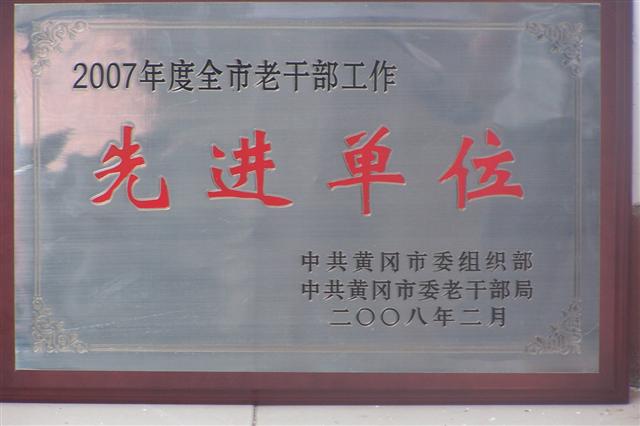 2007年度全市老干部工作
先进单位
中共黄冈市委组织部
中共黄冈市委老干部局
二〇〇八年二月